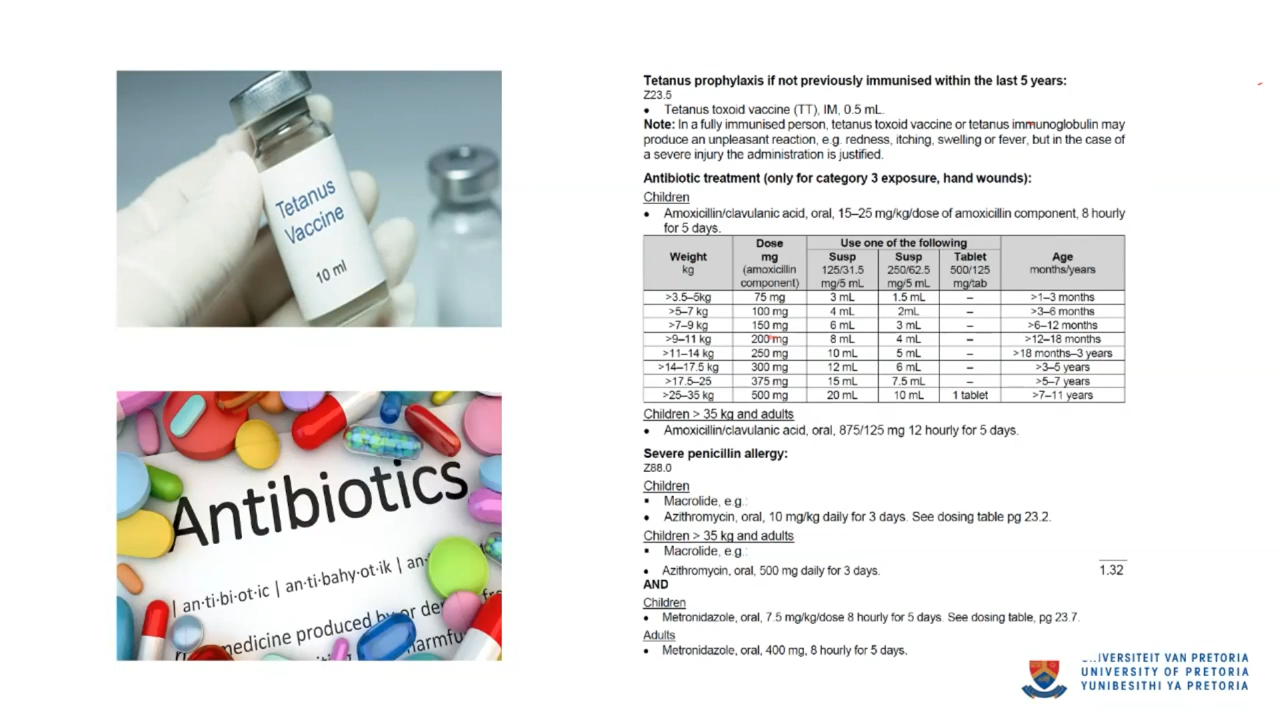 Tetanus
Vaccine
10 ml
Antibiotics
| an·ti·bi·ot·ic | an·ti·bahy·ot·ik | an·
medicine produced by or
harmfu
Tetanus prophylaxis if not previously immunised within the last 5 years:
Z23.5
• Tetanus toxoid vaccine (TT), IM, 0.5 mL.
Note: In a fully immunised person, tetanus toxoid vaccine or tetanus immunoglobulin may
produce an unpleasant reaction, e.g. redness, itching, swelling or fever, but in the case of
a severe injury the administration is justified.
Antibiotic treatment (only for category 3 exposure, hand wounds):
Children
• Amoxicillin/clavulanic acid, oral, 15–25 mg/kg/dose of amoxicillin component, 8 hourly
for 5 days.
Weight kg | Dose mg (amoxicillin component) | Use one of the following | Age months/years
Susp 125/31.5 mg/5 mL | Susp 250/62.5 mg/5 mL | Tablet 500/125 mg/tab
>3.5–5kg 75 mg 3 mL 1.5 mL – >1–3 months
>5–7 kg 100 mg 4 mL 2mL – >3–6 months
>7–9 kg 150 mg 6 mL 3 mL – >6–12 months
>9–11 kg 200 mg 8 mL 4 mL – >12–18 months
>11–14 kg 250 mg 10 mL 5 mL – >18 months–3 years
>14–17.5 kg 300 mg 12 mL 6 mL – >3–5 years
>17.5–25 375 mg 15 mL 7.5 mL – >5–7 years
>25–35 kg 500 mg 20 mL 10 mL 1 tablet >7–11 years
Children > 35 kg and adults
• Amoxicillin/clavulanic acid, oral, 875/125 mg 12 hourly for 5 days.
Severe penicillin allergy:
Z88.0
Children
▪ Macrolide, e.g.:
• Azithromycin, oral, 10 mg/kg daily for 3 days. See dosing table pg 23.2.
Children > 35 kg and adults
▪ Macrolide, e.g.:
• Azithromycin, oral, 500 mg daily for 3 days.
1.32
AND
Children
• Metronidazole, oral, 7.5 mg/kg/dose 8 hourly for 5 days. See dosing table, pg 23.7.
Adults
• Metronidazole, oral, 400 mg, 8 hourly for 5 days.
VAN PRETORIA
UNIVERSITY OF PRETORIA
YUNIBESITHI YA PRETORIA